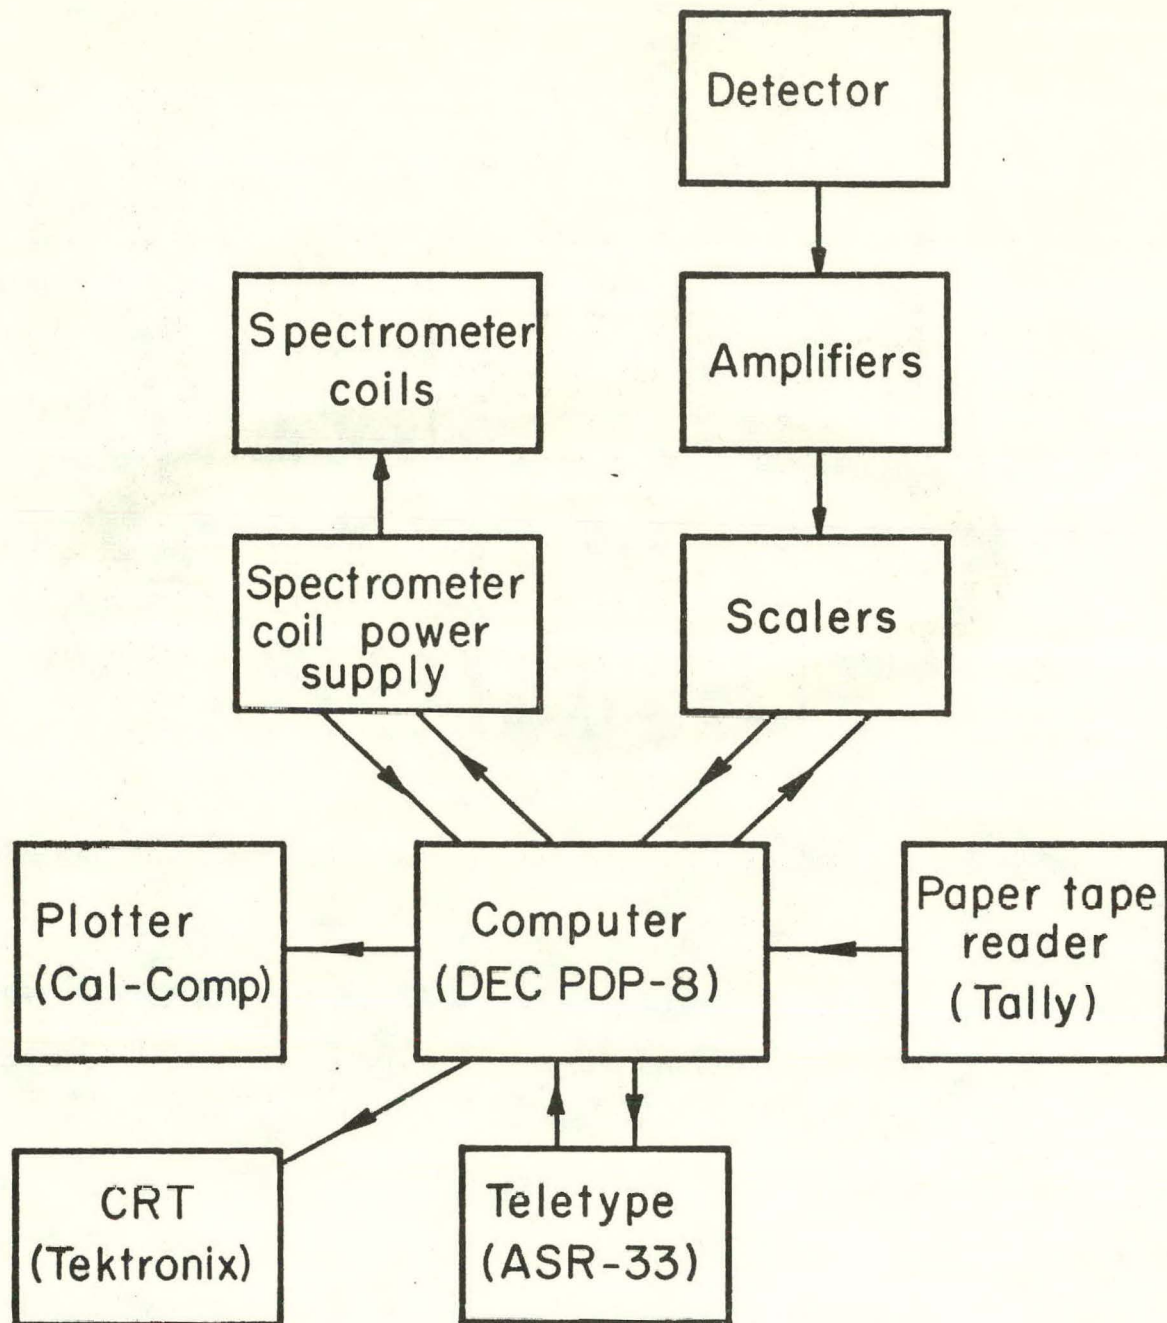 Detector
Spectrometer
coils
Amplifiers
Spectrometer
coil power
supply
Scalers
Plotter
(Cal-Comp)
Computer
(DEC PDP-8)
Paper tape
reader
(Tally)
CRT
(Tektronix)
Teletype
(ASR-33)